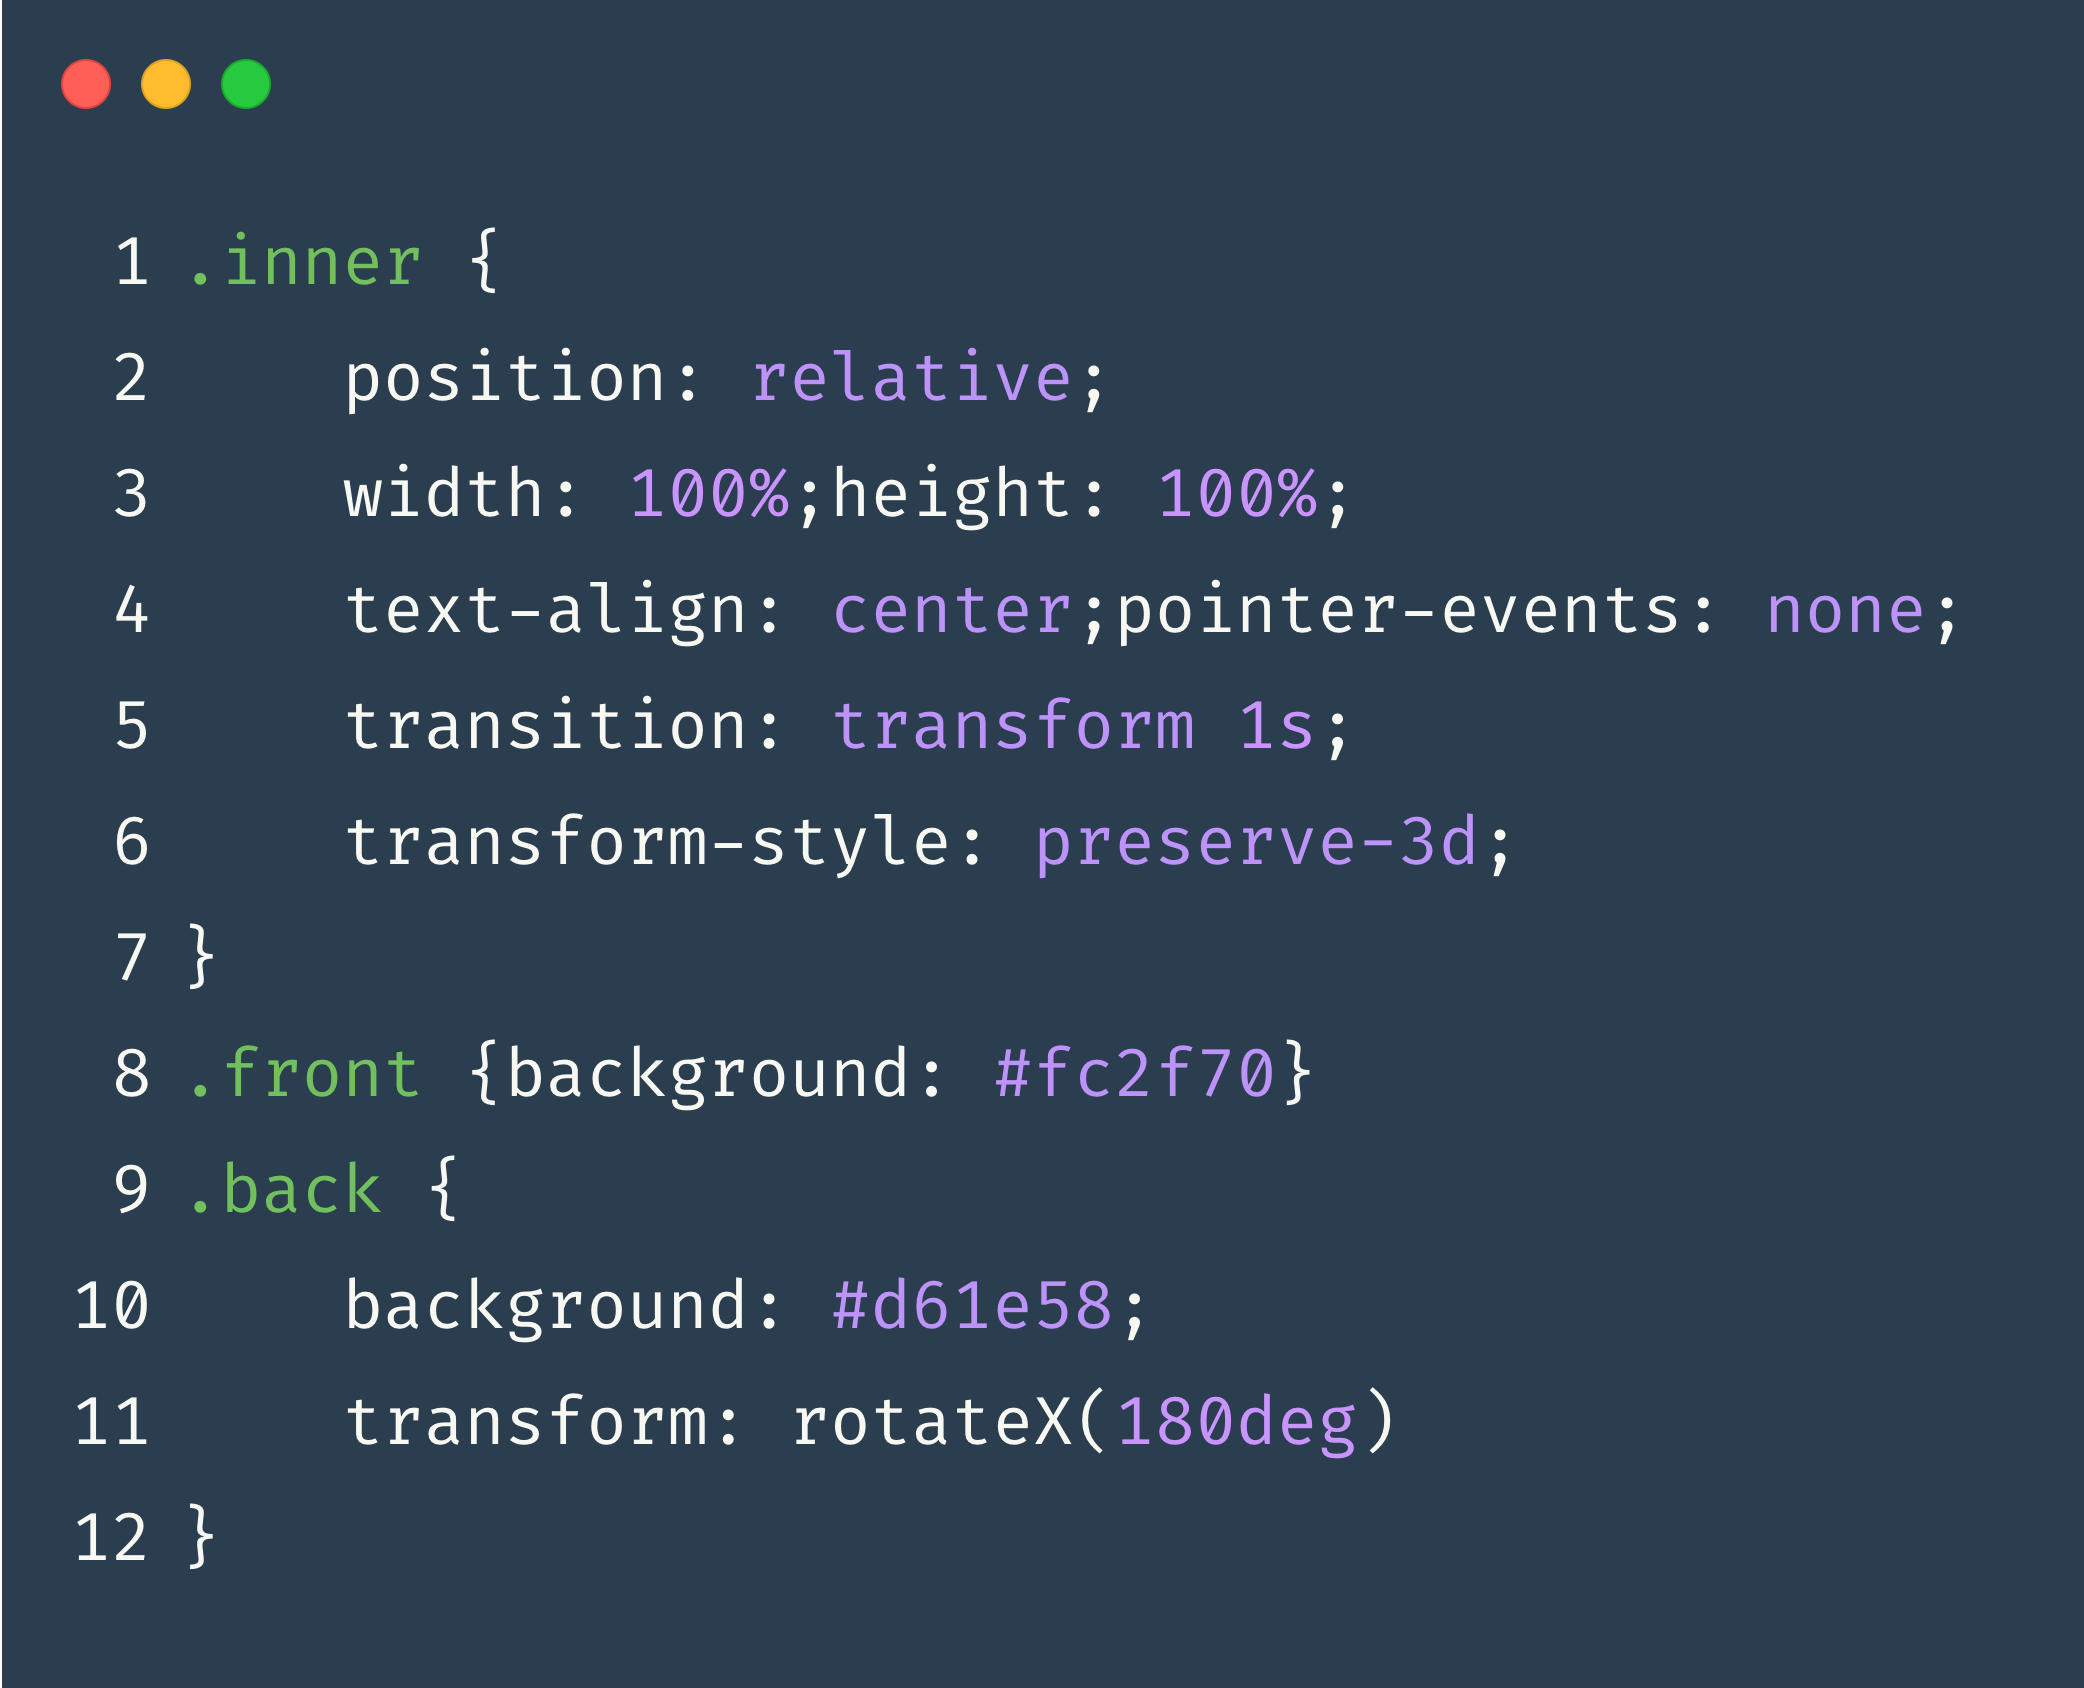 1 .inner {
2     position: relative;
3     width: 100%;height: 100%;
4     text-align: center;pointer-events: none;
5     transition: transform 1s;
6     transform-style: preserve-3d;
7 }
8 .front {background: #fc2f70}
9 .back {
10     background: #d61e58;
11     transform: rotateX(180deg)
12 }